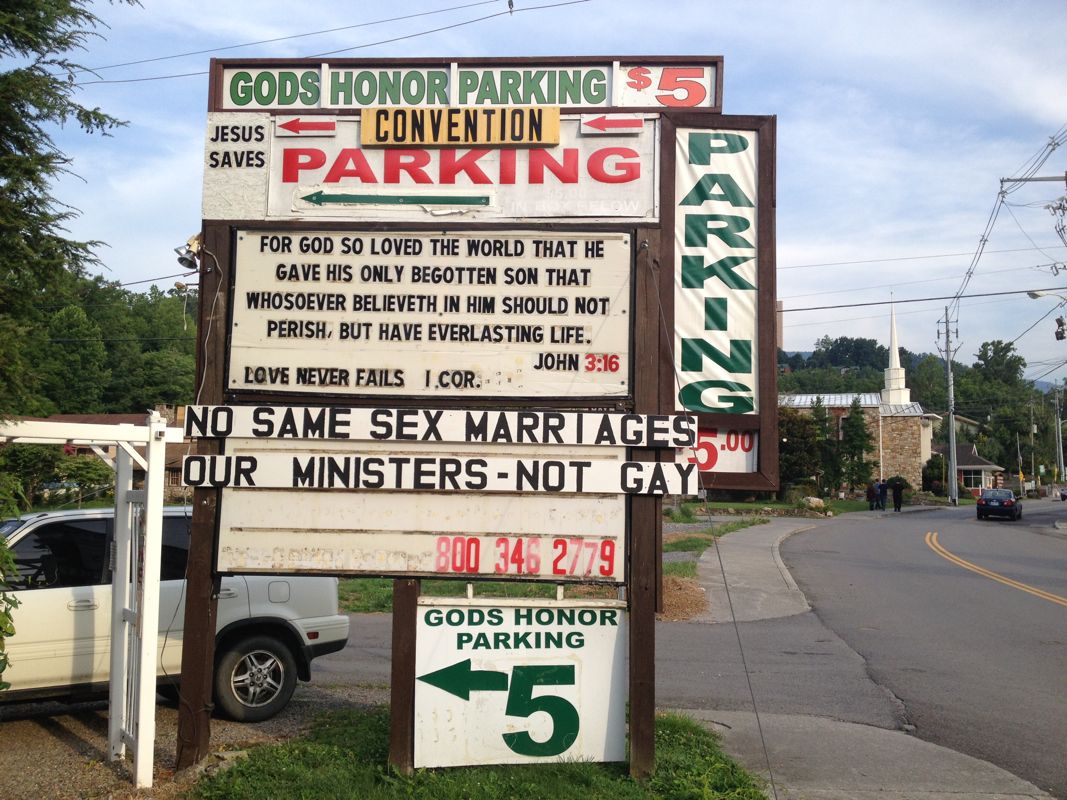 GODS HONOR PARKING $5
CONVENTION
JESUS
SAVES
PARKING
IN BOX BELOW
PARKING
FOR GOD SO LOVED THE WORLD THAT HE
GAVE HIS ONLY BEGOTTEN SON THAT
WHOSOEVER BELIEVETH IN HIM SHOULD NOT
PERISH, BUT HAVE EVERLASTING LIFE.
JOHN 3:16
LOVE NEVER FAILS I COR.
NO SAME SEX MARRIAGES
5.00
OUR MINISTERS-NOT GAY
800 346 2779
GODS HONOR
PARKING
5